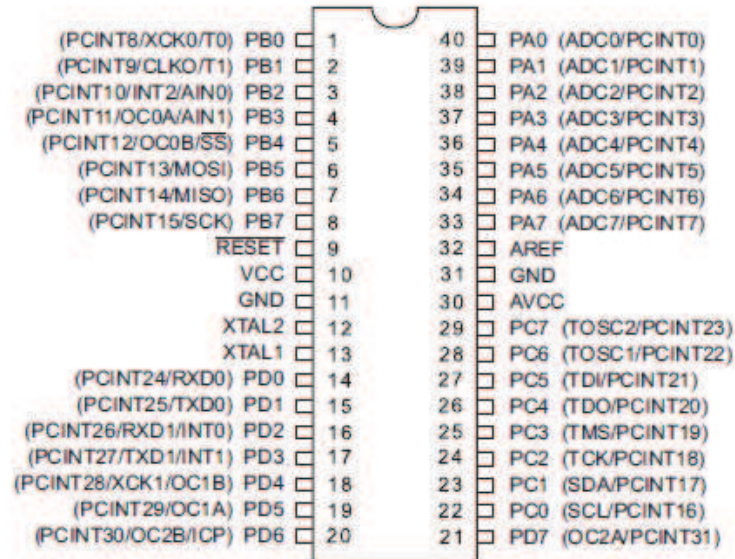 (PCINT8/XCK0/T0) PB0 1 40 PA0 (ADC0/PCINT0)
(PCINT9/CLKO/T1) PB1 2 39 PA1 (ADC1/PCINT1)
(PCINT10/INT2/AIN0) PB2 3 38 PA2 (ADC2/PCINT2)
(PCINT11/OC0A/AIN1) PB3 4 37 PA3 (ADC3/PCINT3)
(PCINT12/OC0B/SS) PB4 5 36 PA4 (ADC4/PCINT4)
(PCINT13/MOSI) PB5 6 35 PA5 (ADC5/PCINT5)
(PCINT14/MISO) PB6 7 34 PA6 (ADC6/PCINT6)
(PCINT15/SCK) PB7 8 33 PA7 (ADC7/PCINT7)
RESET 9 32 AREF
VCC 10 31 GND
GND 11 30 AVCC
XTAL2 12 29 PC7 (TOSC2/PCINT23)
XTAL1 13 28 PC6 (TOSC1/PCINT22)
(PCINT24/RXD0) PD0 14 27 PC5 (TDI/PCINT21)
(PCINT25/TXD0) PD1 15 26 PC4 (TDO/PCINT20)
(PCINT26/RXD1/INT0) PD2 16 25 PC3 (TMS/PCINT19)
(PCINT27/TXD1/INT1) PD3 17 24 PC2 (TCK/PCINT18)
(PCINT28/XCK1/OC1B) PD4 18 23 PC1 (SDA/PCINT17)
(PCINT29/OC1A) PD5 19 22 PC0 (SCL/PCINT16)
(PCINT30/OC2B/ICP) PD6 20 21 PD7 (OC2A/PCINT31)